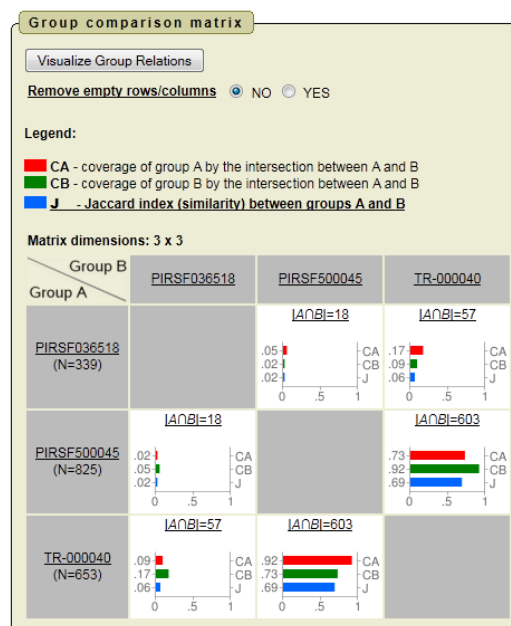 Group comparison matrix
Visualize Group Relations
Remove empty rows/columns NO YES
Legend:
CA - coverage of group A by the intersection between A and B
CB - coverage of group B by the intersection between A and B
J - Jaccard index (similarity) between groups A and B
Matrix dimensions: 3 x 3
Group B
Group A
PIRSF036518 PIRSF500045 TR-000040
PIRSF036518
(N=339)
|A∩B|=18
.05 CA
.02 CB
.02 J
0 .5 1
|A∩B|=57
.17 CA
.09 CB
.06 J
0 .5 1
PIRSF500045
(N=825)
|A∩B|=18
.02 CA
.05 CB
.02 J
0 .5 1
|A∩B|=603
.73 CA
.92 CB
.69 J
0 .5 1
TR-000040
(N=653)
|A∩B|=57
.09 CA
.17 CB
.06 J
0 .5 1
|A∩B|=603
.92 CA
.73 CB
.69 J
0 .5 1